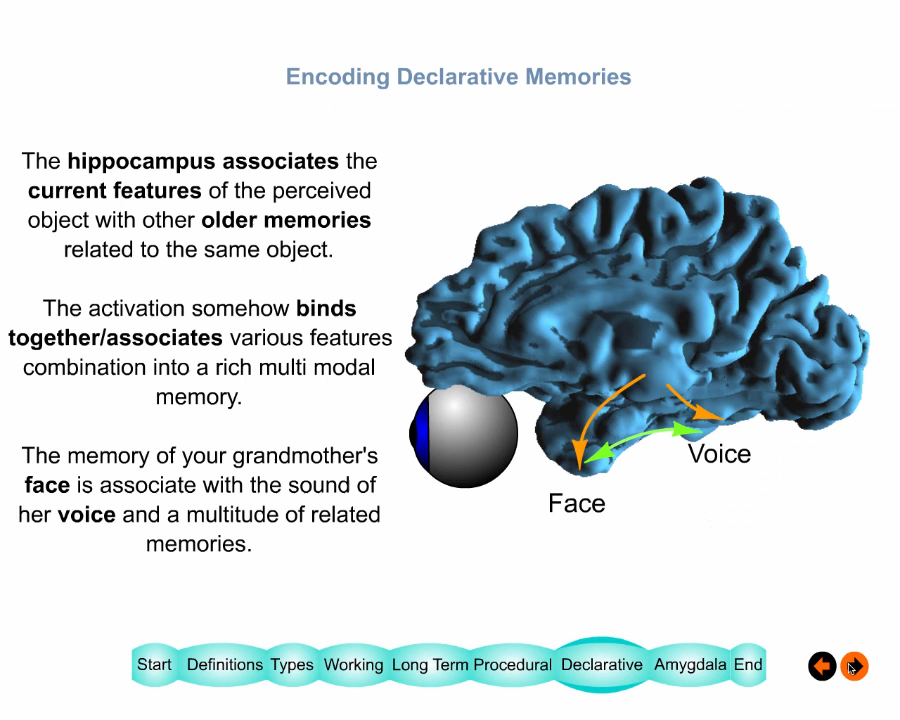 Encoding Declarative Memories
The hippocampus associates the
current features of the perceived
object with other older memories
related to the same object.
The activation somehow binds
together/associates various features
combination into a rich multi modal
memory.
The memory of your grandmother's
face is associate with the sound of
her voice and a multitude of related
memories.
Voice
Face
Start Definitions Types Working Long Term Procedural Declarative Amygdala End